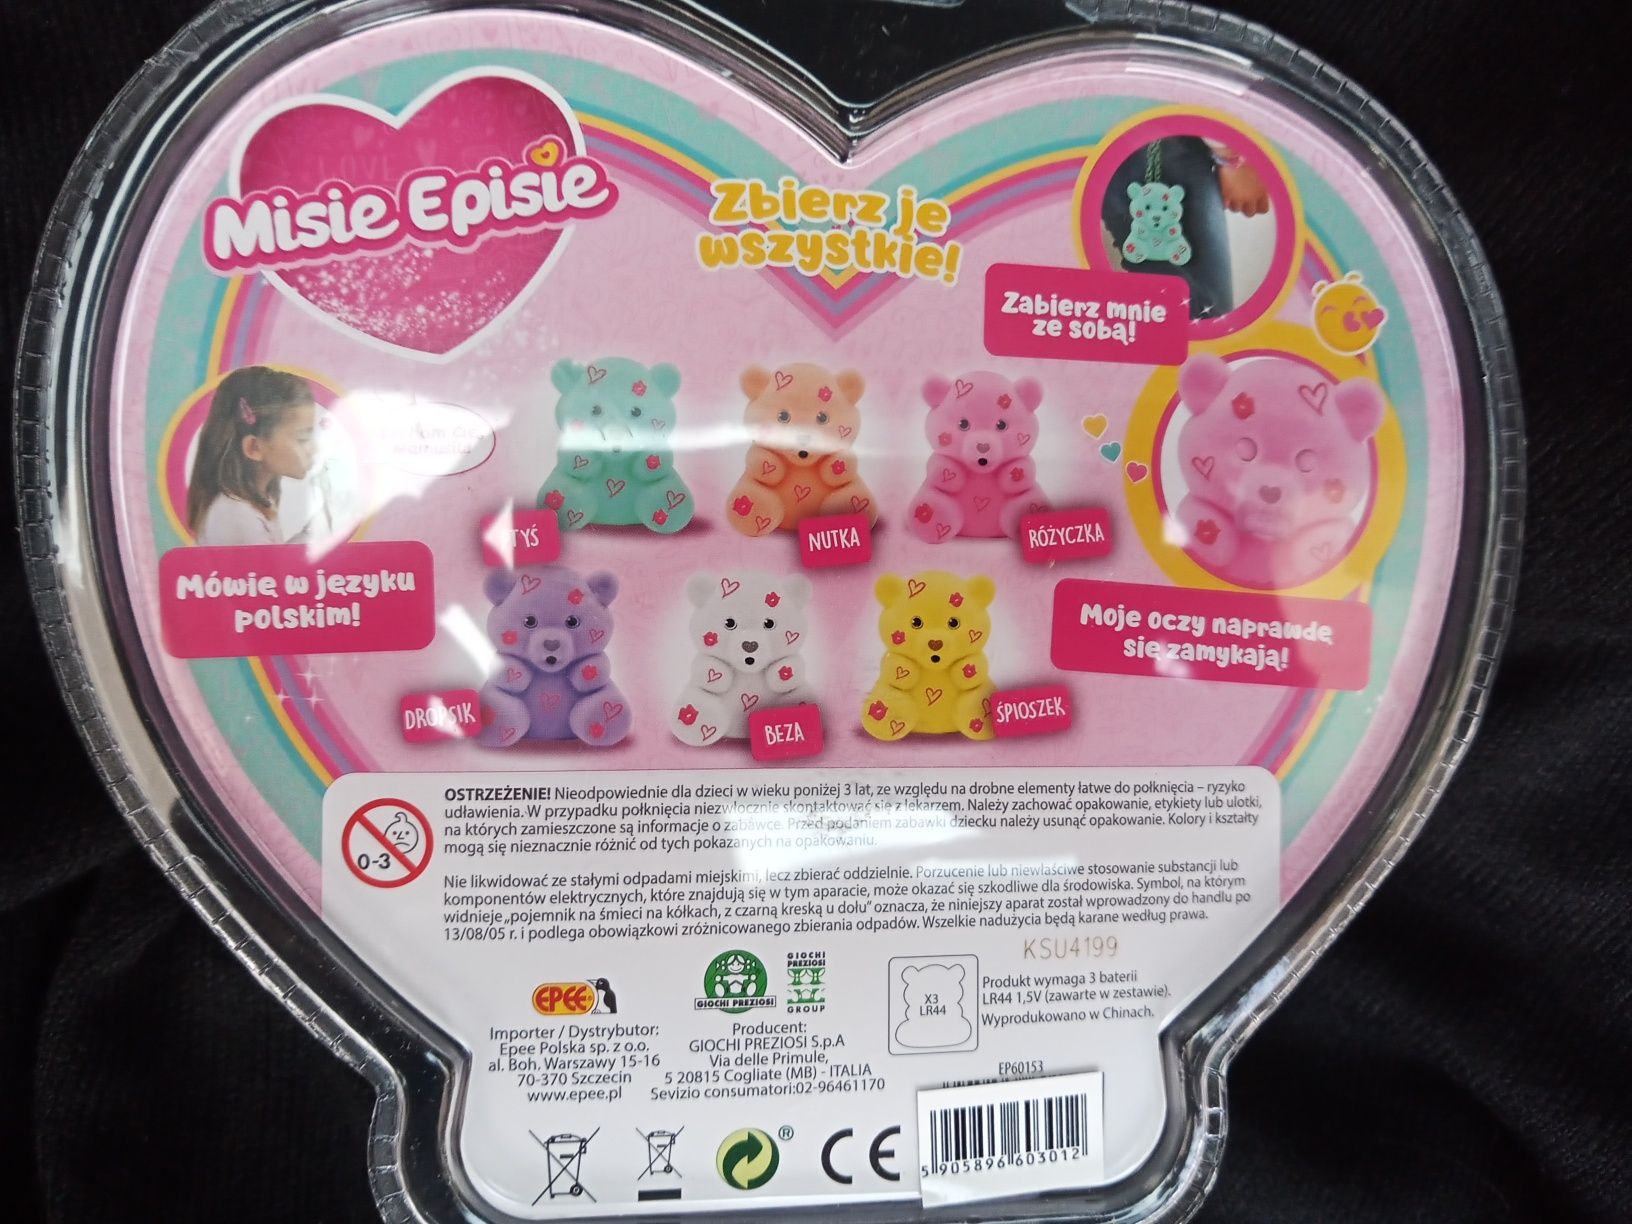 LOVE
Misie Episie
Zbierz je
wszystkie!
Zabierz mnie
ze sobą!
Mówię w języku
polskim!
NUTKA
RÓŻYCZKA
Moje oczy naprawdę
się zamykają!
DROPSIK
BEZA
ŚPIOSZEK
OSTRZEŻENIE! Nieodpowiednie dla dzieci w wieku poniżej 3 lat, ze względu na drobne elementy łatwe do połknięcia – ryzyko
udławienia. W przypadku połknięcia niezwłocznie skontaktować się z lekarzem. Należy zachować opakowanie, etykiety lub ulotki,
na których zamieszczone są informacje o zabawce. Przed podaniem zabawki dziecku należy usunąć opakowanie. Kolory i kształty
mogą się nieznacznie różnić od tych pokazanych na opakowaniu.
0-3
Nie likwidować ze stałymi odpadami miejskimi, lecz zbierać oddzielnie. Porzucenie lub niewłaściwe stosowanie substancji lub
komponentów elektrycznych, które znajdują się w tym aparacie, może okazać się szkodliwe dla środowiska. Symbol, na którym
widnieje „pojemnik na śmieci na kółkach, z czarną kreską u dołu” oznacza, że niniejszy aparat został wprowadzony do handlu po
13/08/05 r. i podlega obowiązkowi zróżnicowanego zbierania odpadów. Wszelkie nadużycia będą karane według prawa.
KSU4199
EPEE
Importer / Dystrybutor:
Epee Polska sp. z o.o.
al. Boh. Warszawy 15-16
70-370 Szczecin
www.epee.pl
GIOCHI PREZIOSI
GIOCHI
PREZIOSI
GROUP
Producent:
GIOCHI PREZIOSI S.p.A
Via delle Primule,
5 20815 Cogliate (MB) - ITALIA
Sevizio consumatori:02-96461170
X3
LR44
Produkt wymaga 3 baterii
LR44 1,5V (zawarte w zestawie).
Wyprodukowano w Chinach.
EP60153
®
CE
5 905896 603012